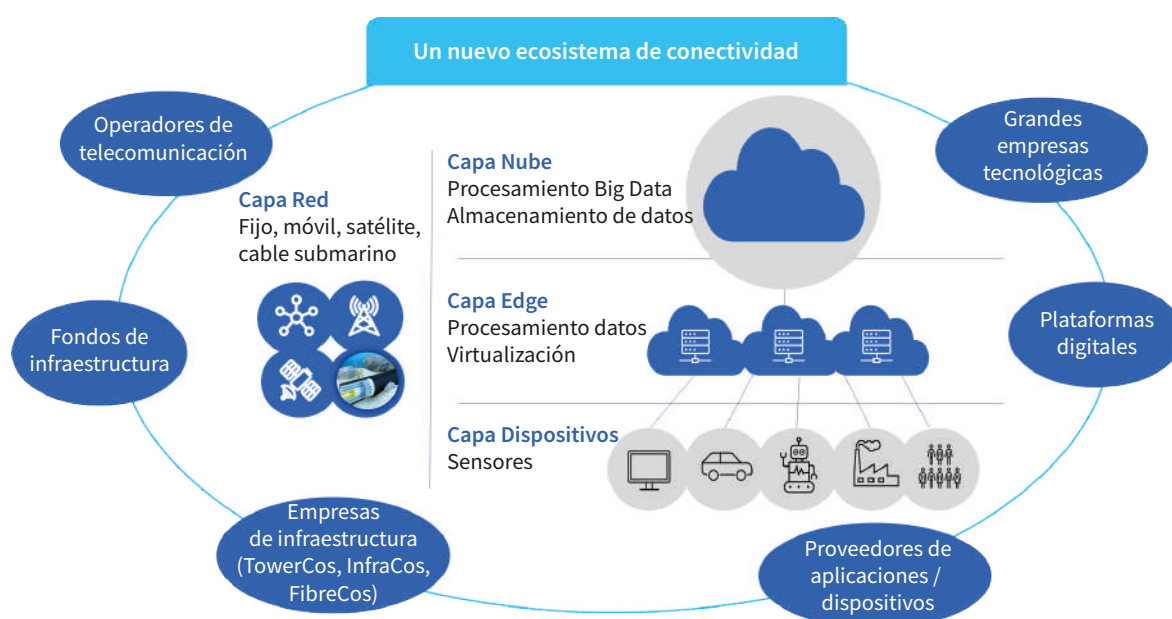 Un nuevo ecosistema de conectividad
Operadores de
telecomunicación
Grandes
empresas
tecnológicas
Capa Red
Fijo, móvil, satélite,
cable submarino
Capa Nube
Procesamiento Big Data
Almacenamiento de datos
Capa Edge
Procesamiento datos
Virtualización
Fondos de
infraestructura
Plataformas
digitales
Capa Dispositivos
Sensores
Empresas
de infraestructura
(TowerCos, InfraCos,
FibreCos)
Proveedores de
aplicaciones /
dispositivos